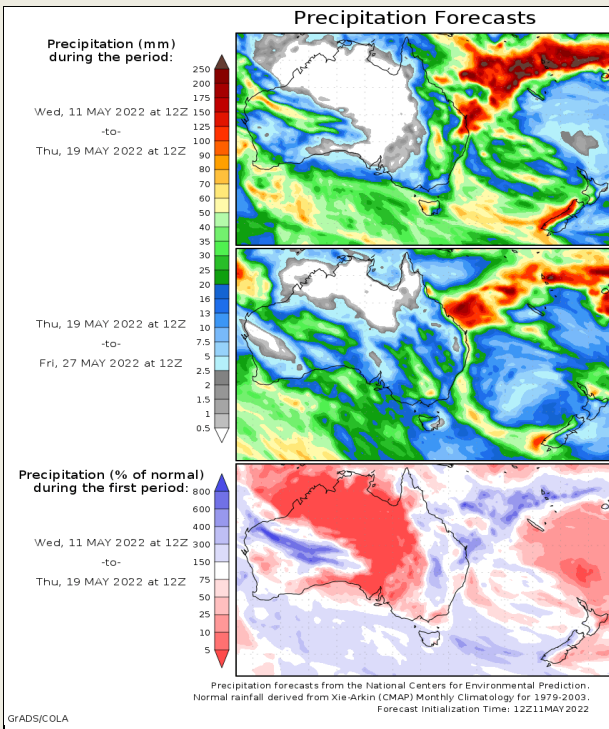 Precipitation Forecasts
Precipitation (mm)
during the period:
Wed, 11 MAY 2022 at 12Z
-to-
Thu, 19 MAY 2022 at 12Z
250
200
175
150
125
100
90
80
70
60
50
40
35
30
25
20
16
13
10
7.5
5
2.5
2
1.5
1
0.5
Thu, 19 MAY 2022 at 12Z
-to-
Fri, 27 MAY 2022 at 12Z
Precipitation (% of normal)
during the first period:
Wed, 11 MAY 2022 at 12Z
-to-
Thu, 19 MAY 2022 at 12Z
800
600
400
300
150
75
50
25
10
5
Precipitation forecasts from the National Centers for Environmental Prediction.
Normal rainfall derived from Xie-Arkin (CMAP) Monthly Climatology for 1979-2003.
Forecast Initialization Time: 12Z11MAY2022
GrADS/COLA